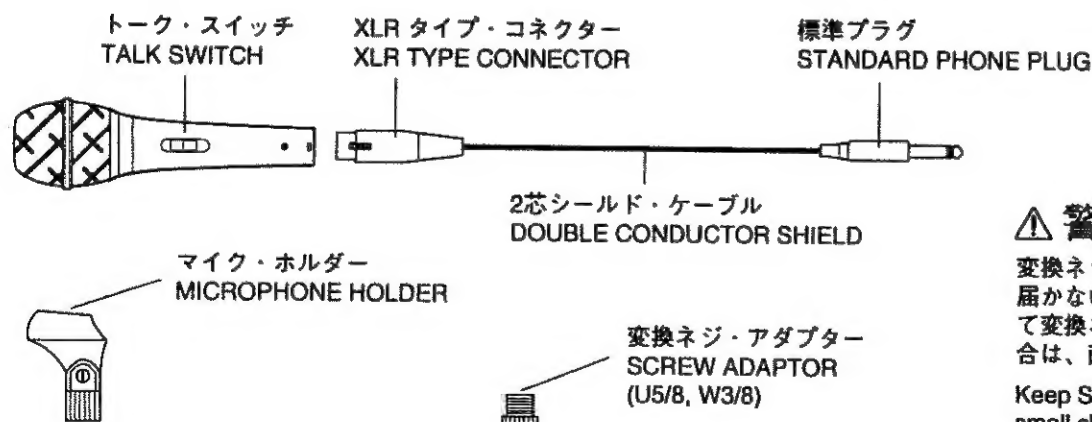 トーク・スイッチ
TALK SWITCH
XLR タイプ・コネクター
XLR TYPE CONNECTOR
標準プラグ
STANDARD PHONE PLUG
2芯シールド・ケーブル
DOUBLE CONDUCTOR SHIELD
マイク・ホルダー
MICROPHONE HOLDER
変換ネジ・アダプター
SCREW ADAPTOR
(U5/8, W3/8)
変換ネ
届かない
て変換
合は、
Keep S
small